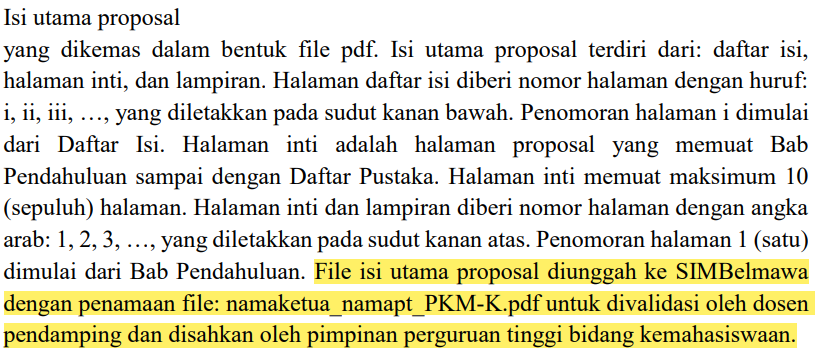 Isi utama proposal
yang dikemas dalam bentuk file pdf. Isi utama proposal terdiri dari: daftar isi,
halaman inti, dan lampiran. Halaman daftar isi diberi nomor halaman dengan huruf:
i, ii, iii, …, yang diletakkan pada sudut kanan bawah. Penomoran halaman i dimulai
dari Daftar Isi. Halaman inti adalah halaman proposal yang memuat Bab
Pendahuluan sampai dengan Daftar Pustaka. Halaman inti memuat maksimum 10
(sepuluh) halaman. Halaman inti dan lampiran diberi nomor halaman dengan angka
arab: 1, 2, 3, …, yang diletakkan pada sudut kanan atas. Penomoran halaman 1 (satu)
dimulai dari Bab Pendahuluan. File isi utama proposal diunggah ke SIMBelmawa
dengan penamaan file: namaketua_namapt_PKM-K.pdf untuk divalidasi oleh dosen
pendamping dan disahkan oleh pimpinan perguruan tinggi bidang kemahasiswaan.